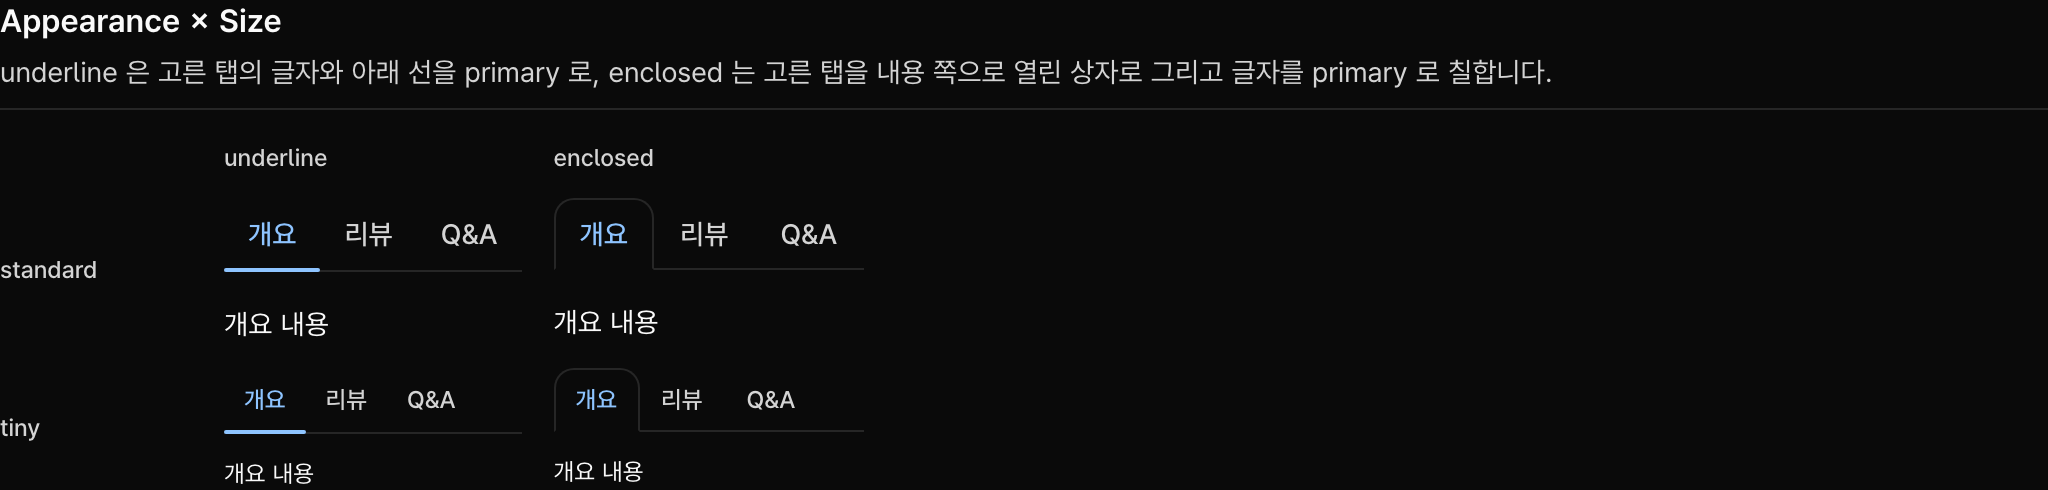 Appearance × Size
underline 은 고른 탭의 글자와 아래 선을 primary 로, enclosed 는 고른 탭을 내용 쪽으로 열린 상자로 그리고 글자를 primary 로 칠합니다.
underline enclosed
개요 리뷰 Q&A 개요 리뷰 Q&A
standard
개요 내용 개요 내용
개요 리뷰 Q&A 개요 리뷰 Q&A
tiny
개요 내용 개요 내용